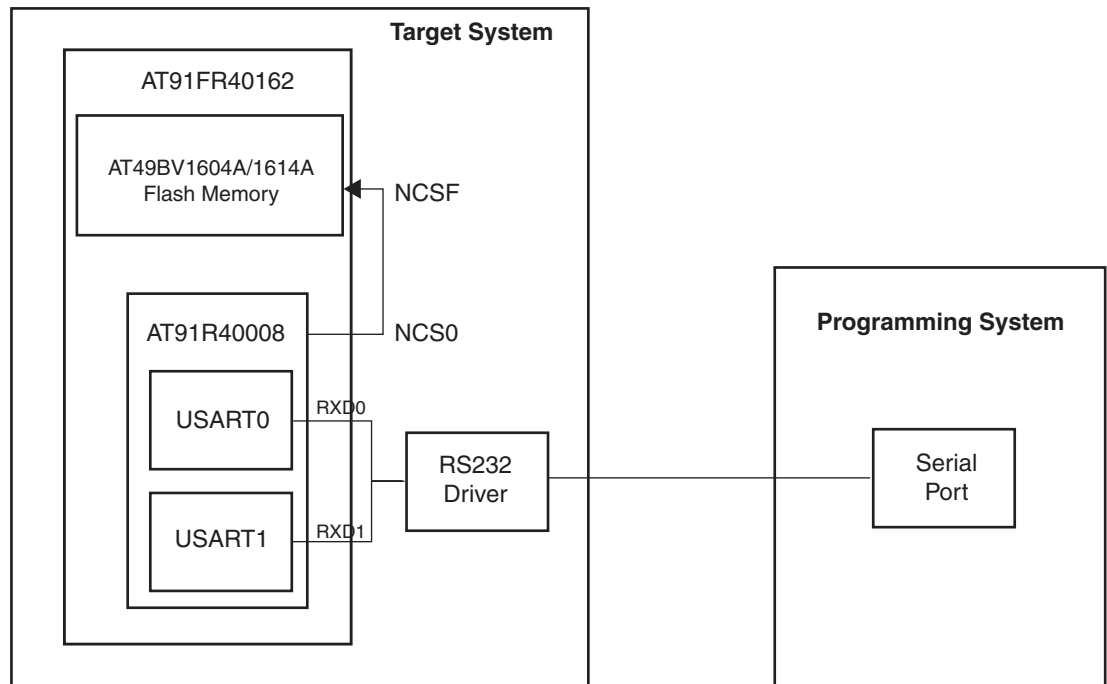 Target System
AT91FR40162
AT49BV1604A/1614A
Flash Memory
NCSF
AT91R40008
NCS0
USART0
RXD0
RS232
Driver
USART1
RXD1
Programming System
Serial
Port